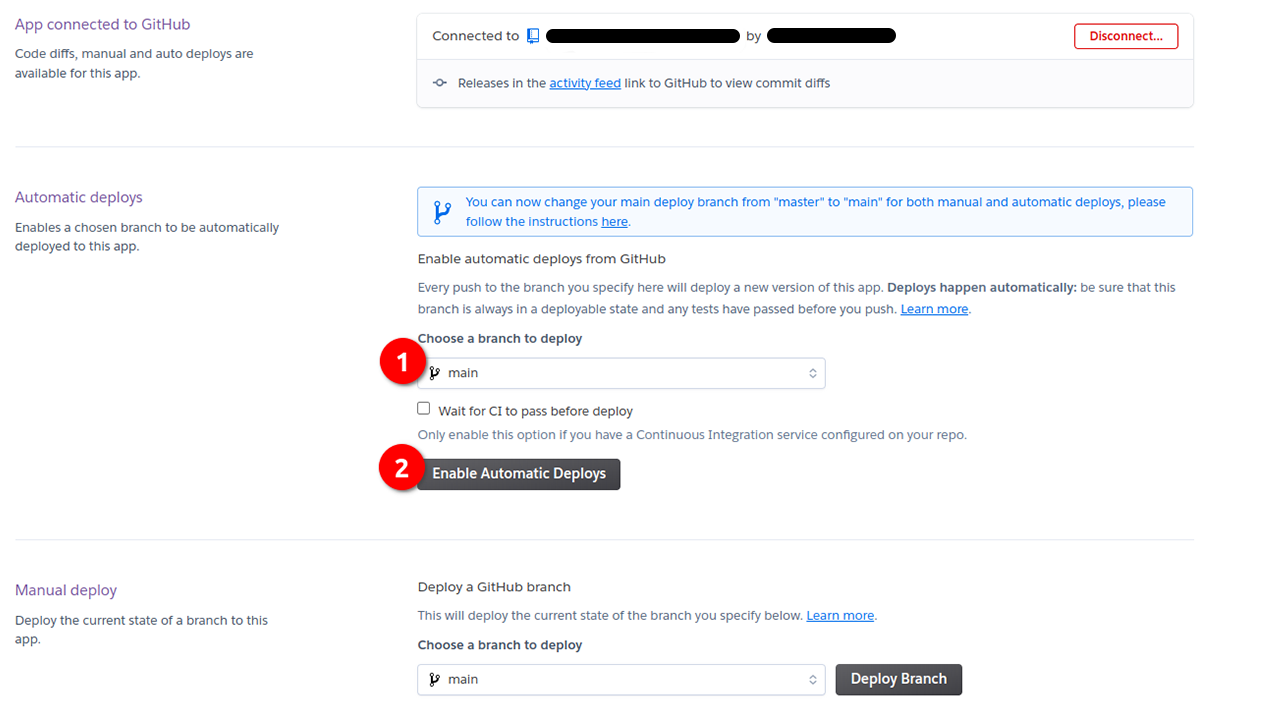 App connected to GitHub
Code diffs, manual and auto deploys are
available for this app.
Connected to by
Disconnect...
Releases in the activity feed link to GitHub to view commit diffs
Automatic deploys
Enables a chosen branch to be automatically
deployed to this app.
You can now change your main deploy branch from "master" to "main" for both manual and automatic deploys, please
follow the instructions here.
Enable automatic deploys from GitHub
Every push to the branch you specify here will deploy a new version of this app. Deploys happen automatically: be sure that this
branch is always in a deployable state and any tests have passed before you push. Learn more.
Choose a branch to deploy
1
main
Wait for CI to pass before deploy
Only enable this option if you have a Continuous Integration service configured on your repo.
2
Enable Automatic Deploys
Manual deploy
Deploy the current state of a branch to this
app.
Deploy a GitHub branch
This will deploy the current state of the branch you specify below. Learn more.
Choose a branch to deploy
main
Deploy Branch